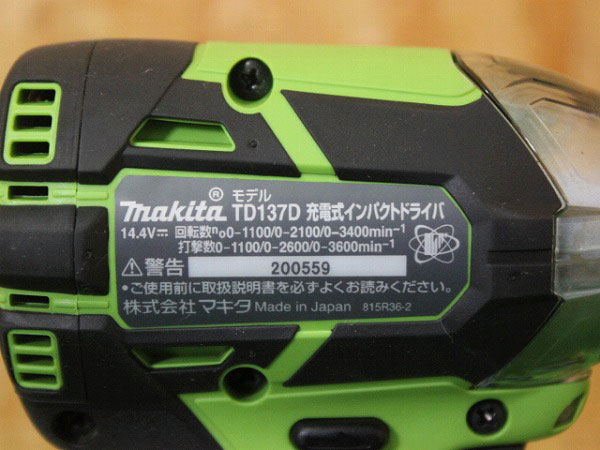 makita® モデル TD137D 充電式インパクトドライバ
14.4V⎓ 回転数no0-1100/0-2100/0-3400min-1
打撃数0-1100/0-2600/0-3600min-1
⚠警告 200559
•ご使用前に取扱説明書を必ずよくお読みください。
株式会社マキタ Made in Japan 815R36-2